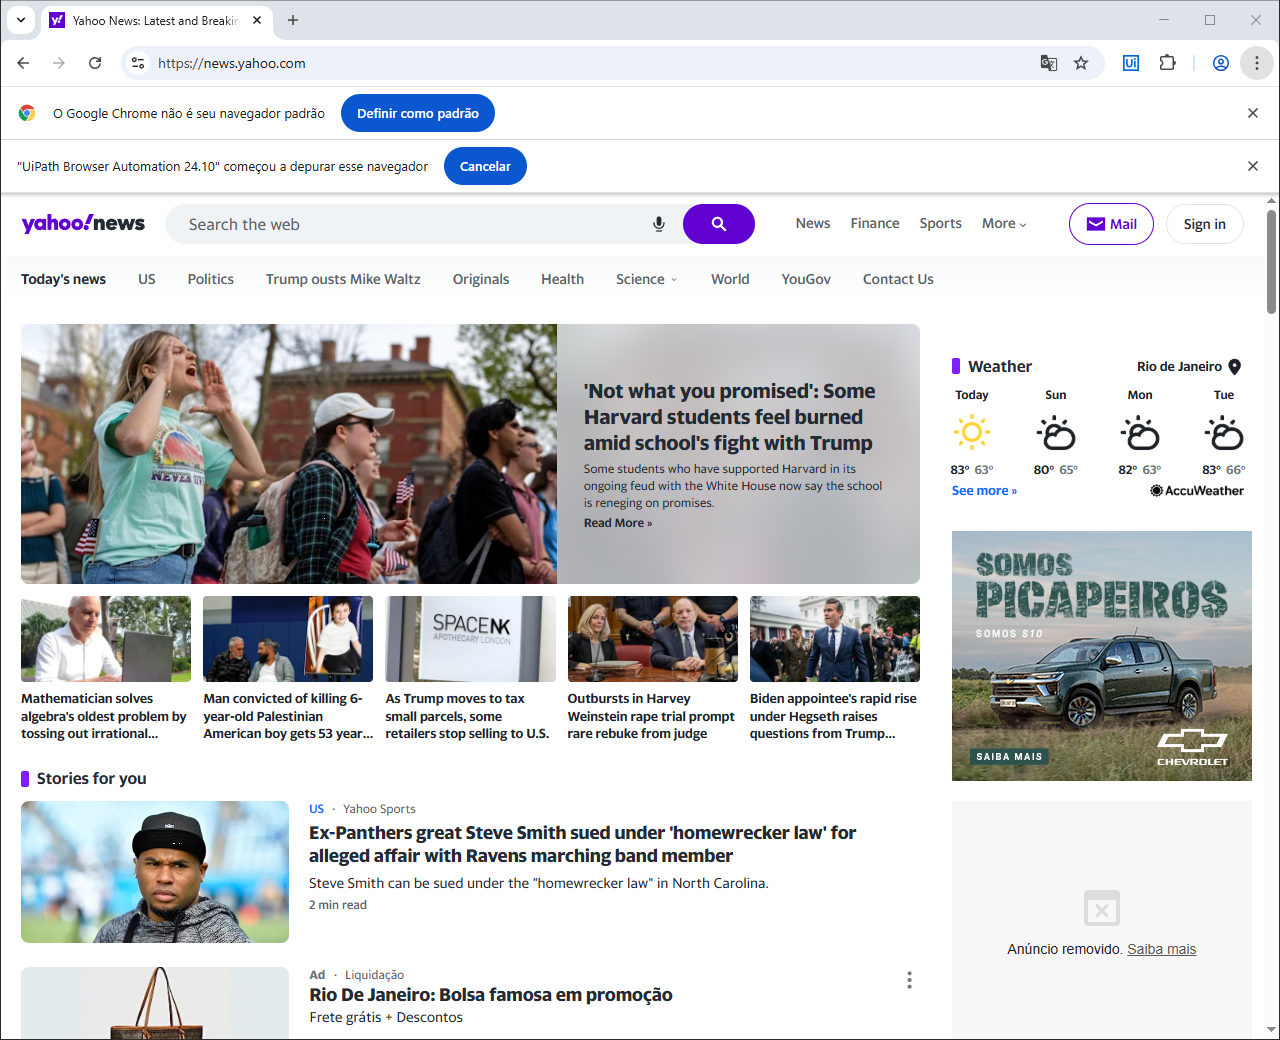 Yahoo News: Latest and Breakin
https://news.yahoo.com
Ui
O Google Chrome não é seu navegador padrão
Definir como padrão
"UiPath Browser Automation 24.10" começou a depurar esse navegador
Cancelar
yahoo!news
Search the web
News
Finance
Sports
More
Mail
Sign in
Today's news
US
Politics
Trump ousts Mike Waltz
Originals
Health
Science
World
YouGov
Contact Us
'Not what you promised': Some
Harvard students feel burned
amid school's fight with Trump
Some students who have supported Harvard in its
ongoing feud with the White House now say the school
is reneging on promises.
Read More »
SPACENK
APOTHECARY LONDON
Mathematician solves
algebra's oldest problem by
tossing out irrational...
Man convicted of killing 6-
year-old Palestinian
American boy gets 53 year...
As Trump moves to tax
small parcels, some
retailers stop selling to U.S.
Outbursts in Harvey
Weinstein rape trial prompt
rare rebuke from judge
Biden appointee's rapid rise
under Hegseth raises
questions from Trump...
Stories for you
US · Yahoo Sports
Ex-Panthers great Steve Smith sued under 'homewrecker law' for
alleged affair with Ravens marching band member
Steve Smith can be sued under the "homewrecker law" in North Carolina.
2 min read
Ad · Liquidação
Rio De Janeiro: Bolsa famosa em promoção
Frete grátis + Descontos
Weather
Rio de Janeiro
Today
Sun
Mon
Tue
83° 63°
80° 65°
82° 63°
83° 66°
See more »
AccuWeather
SOMOS
PICAPEIROS
SOMOS S10
SAIBA MAIS
CHEVROLET
Anúncio removido. Saiba mais